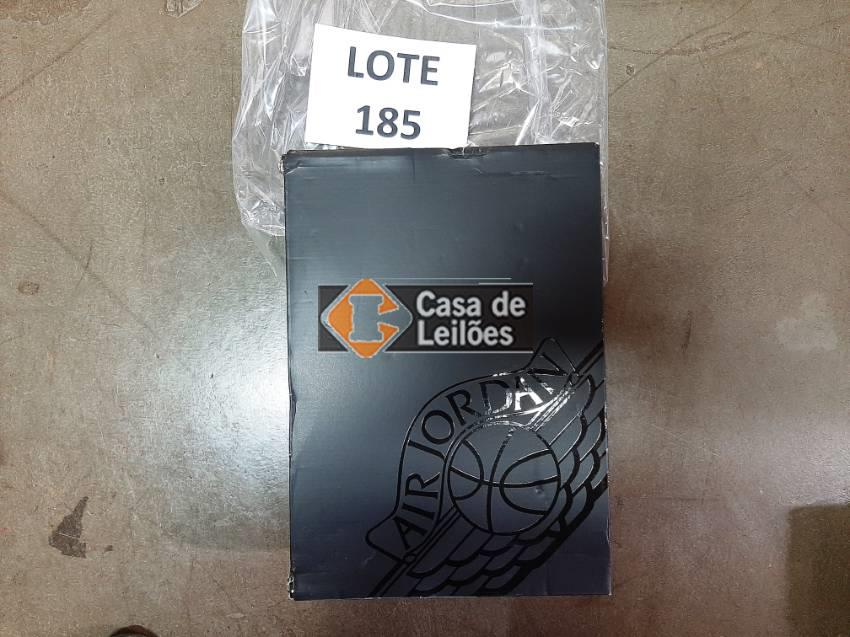 LOTE
185
Casa de
Leilões
AIR JORDAN